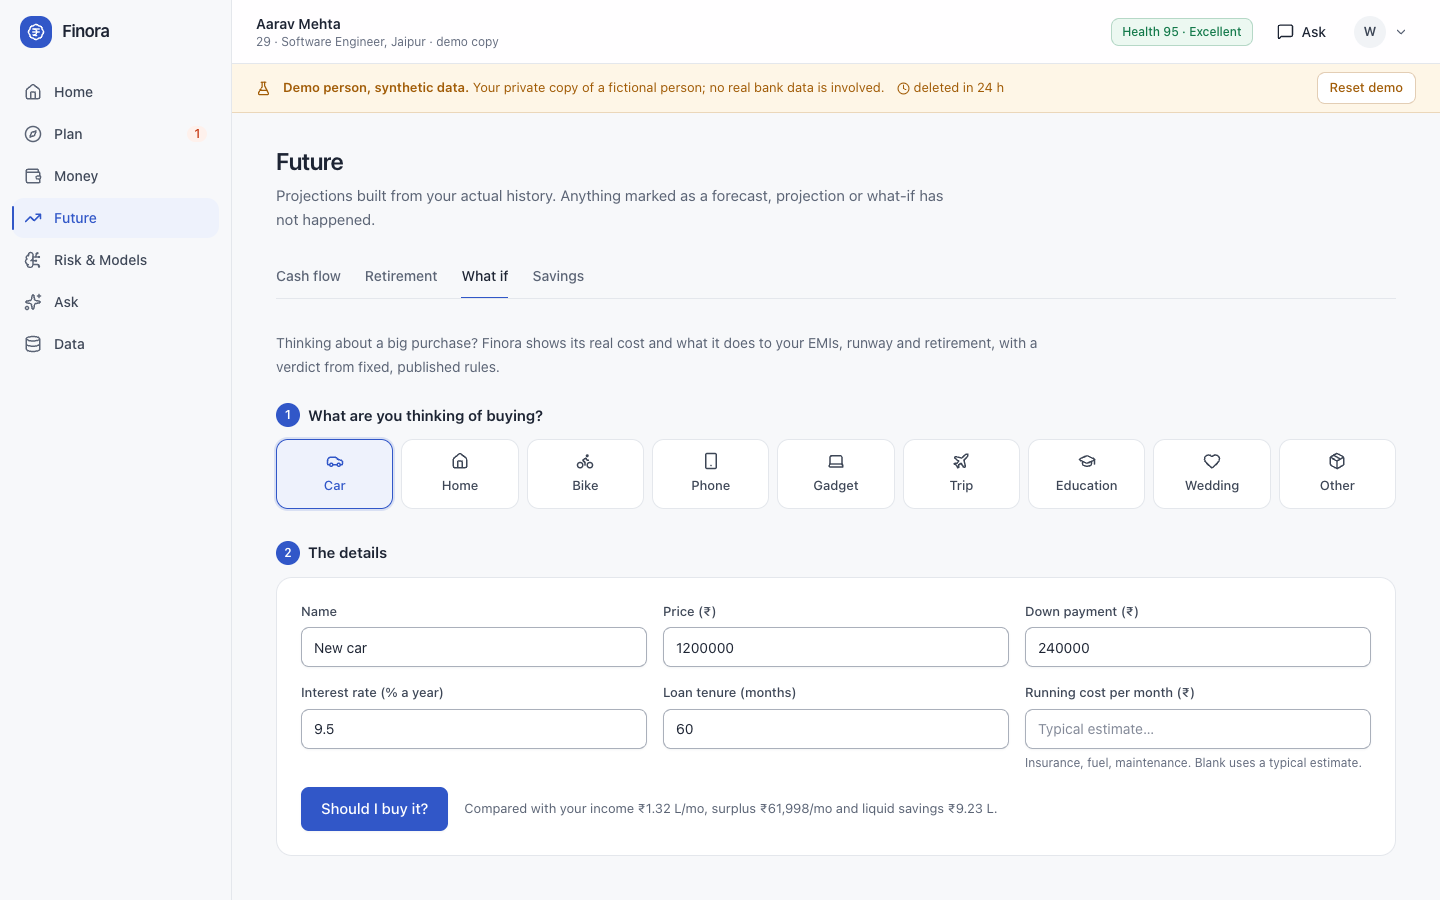 Finora
Home
Plan
1
Money
Future
Risk & Models
Ask
Data
Aarav Mehta
29 · Software Engineer, Jaipur · demo copy
Health 95 · Excellent
Ask
W
Demo person, synthetic data. Your private copy of a fictional person; no real bank data is involved. deleted in 24 h
Reset demo
Future
Projections built from your actual history. Anything marked as a forecast, projection or what-if has
not happened.
Cash flow
Retirement
What if
Savings
Thinking about a big purchase? Finora shows its real cost and what it does to your EMIs, runway and retirement, with a
verdict from fixed, published rules.
1 What are you thinking of buying?
Car
Home
Bike
Phone
Gadget
Trip
Education
Wedding
Other
2 The details
Name
Price (₹)
Down payment (₹)
New car
1200000
240000
Interest rate (% a year)
Loan tenure (months)
Running cost per month (₹)
9.5
60
Typical estimate...
Insurance, fuel, maintenance. Blank uses a typical estimate.
Should I buy it?
Compared with your income ₹1.32 L/mo, surplus ₹61,998/mo and liquid savings ₹9.23 L.